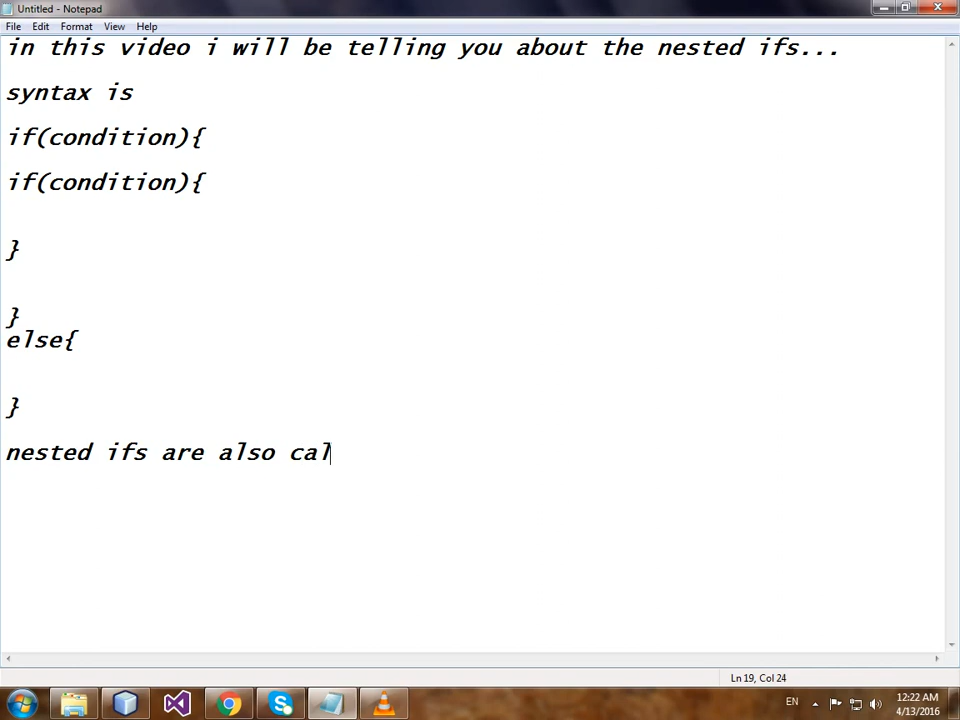 Untitled - Notepad
File Edit Format View Help
in this video i will be telling you about the nested ifs...
syntax is
if(condition){
if(condition){
}
}
else{
}
nested ifs are also cal
Ln 19, Col 24
EN
12:22 AM
4/13/2016